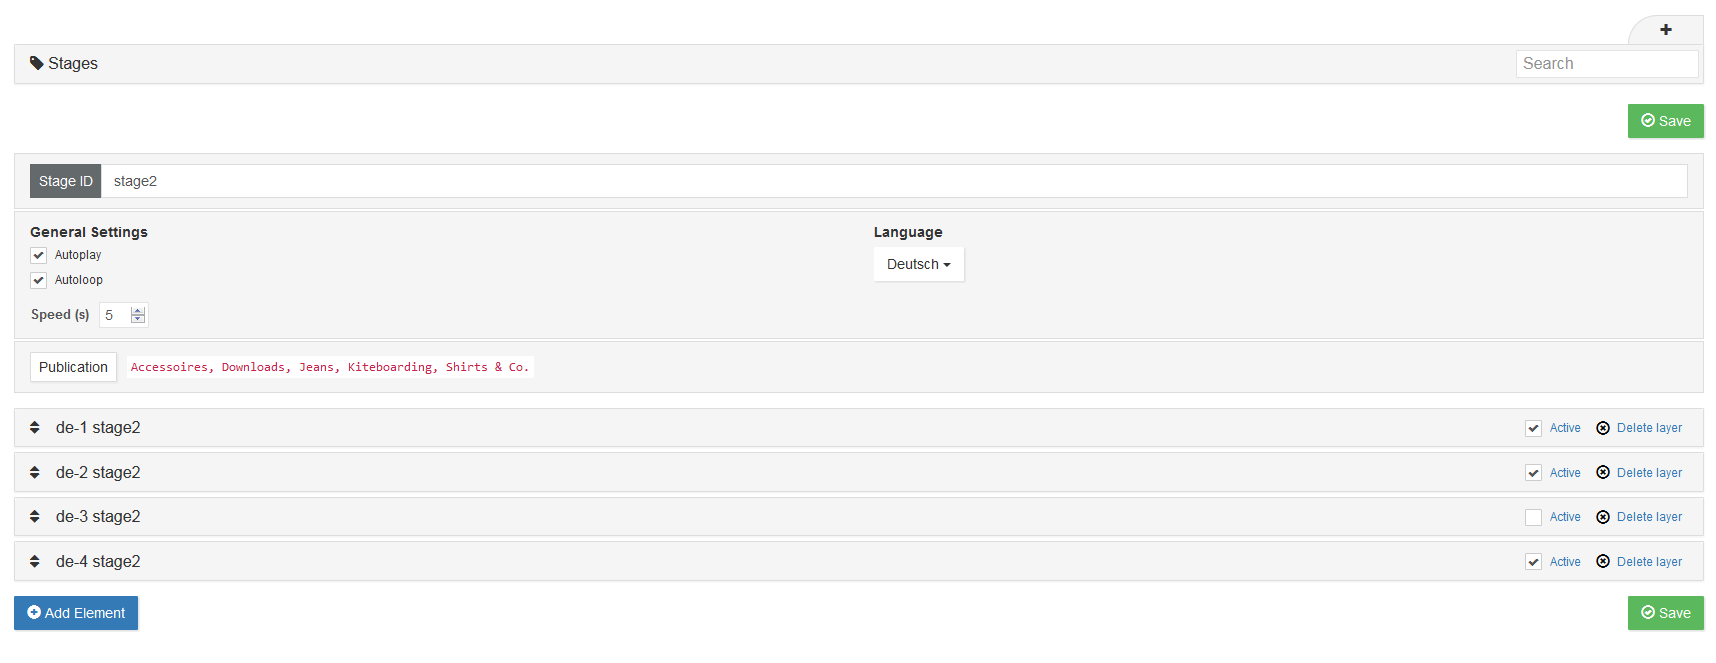 Stages
Search
Save
Stage ID stage2
General Settings
Language
Autoplay
Deutsch
Autoloop
Speed (s) 5
Publication Accessoires, Downloads, Jeans, Kiteboarding, Shirts & Co.
de-1 stage2 Active Delete layer
de-2 stage2 Active Delete layer
de-3 stage2 Active Delete layer
de-4 stage2 Active Delete layer
Add Element Save